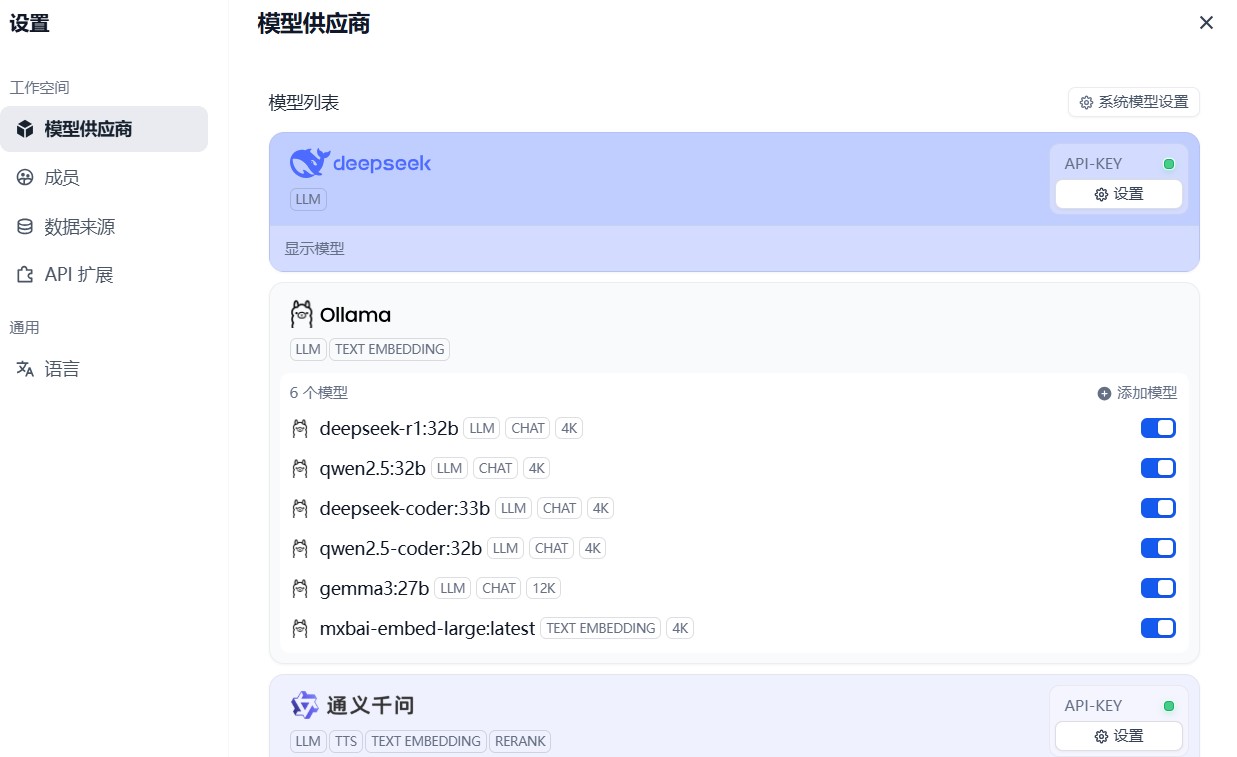 设置
模型供应商
工作空间
模型供应商
成员
数据来源
API 扩展
通用
语言
模型列表
系统模型设置
deepseek
LLM
API-KEY
设置
显示模型
Ollama
LLM TEXT EMBEDDING
6 个模型
添加模型
deepseek-r1:32b LLM CHAT 4K
qwen2.5:32b LLM CHAT 4K
deepseek-coder:33b LLM CHAT 4K
qwen2.5-coder:32b LLM CHAT 4K
gemma3:27b LLM CHAT 12K
mxbai-embed-large:latest TEXT EMBEDDING 4K
通义千问
LLM TTS TEXT EMBEDDING RERANK
API-KEY
设置